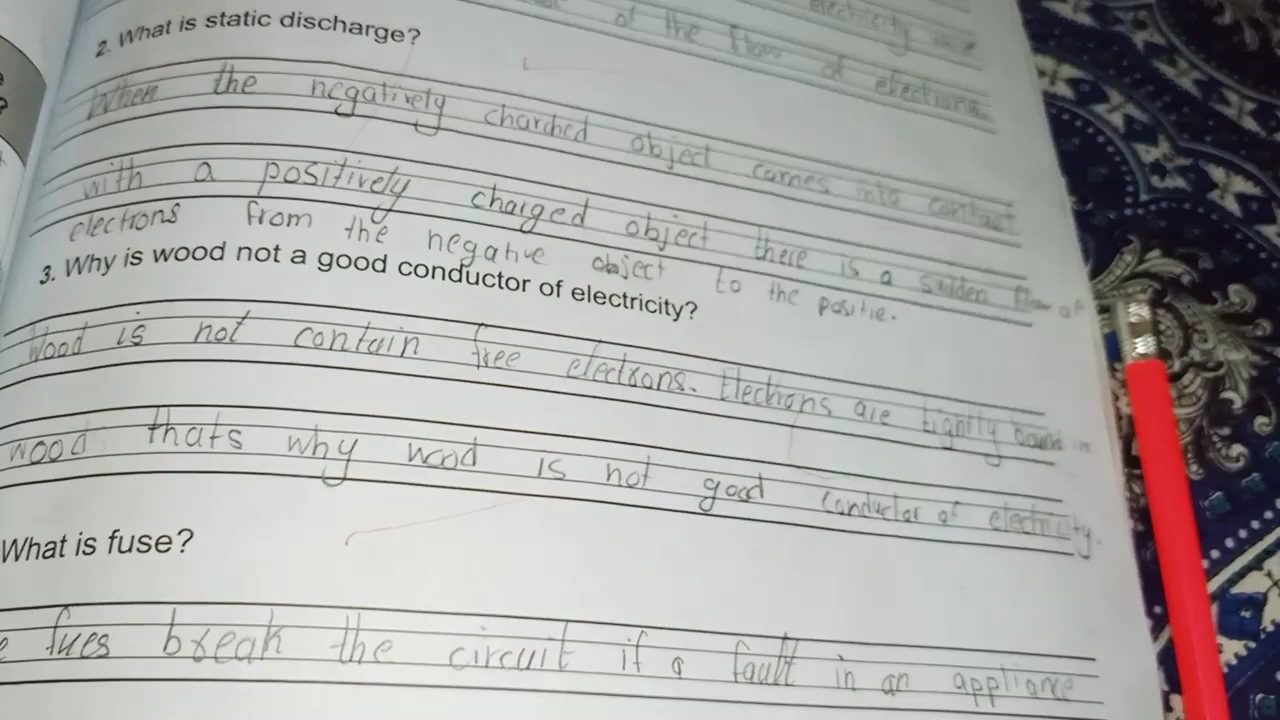 electricity
of the flow of electrons.
2. What is static discharge?
When the negatively charched object comes into contact
with a positively charged object there is a sudden flow of
electrons from the negative object to the positie.
3. Why is wood not a good conductor of electricity?
Wood is not contain free electrons. Electrons are tigntly bound in
wood thats why wood is not good conductor of electricity.
What is fuse?
fues break the circuit if a fault in an appliance